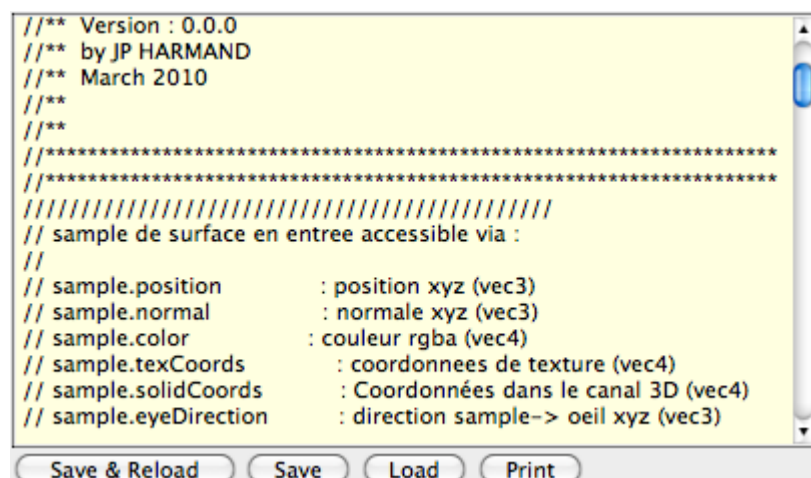 //** Version : 0.0.0
//** by JP HARMAND
//** March 2010
//**
//**
//**********************************************************************
//**********************************************************************
//////////////////////////////////////////////
// sample de surface en entree accessible via :
//
// sample.position : position xyz (vec3)
// sample.normal : normale xyz (vec3)
// sample.color : couleur rgba (vec4)
// sample.texCoords : coordonnees de texture (vec4)
// sample.solidCoords : Coordonnées dans le canal 3D (vec4)
// sample.eyeDirection : direction sample-> oeil xyz (vec3)
Save & Reload Save Load Print